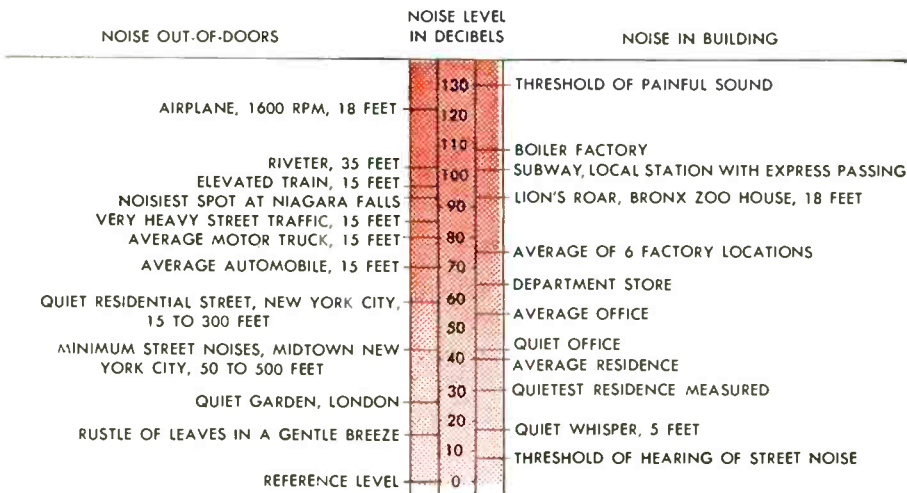 NOISE OUT-OF-DOORS
NOISE LEVEL
IN DECIBELS
NOISE IN BUILDING
AIRPLANE, 1600 RPM, 18 FEET
RIVETER, 35 FEET
ELEVATED TRAIN, 15 FEET
NOISIEST SPOT AT NIAGARA FALLS
VERY HEAVY STREET TRAFFIC, 15 FEET
AVERAGE MOTOR TRUCK, 15 FEET
AVERAGE AUTOMOBILE, 15 FEET
QUIET RESIDENTIAL STREET, NEW YORK CITY,
15 TO 300 FEET
MINIMUM STREET NOISES, MIDTOWN NEW
YORK CITY, 50 TO 500 FEET
QUIET GARDEN, LONDON
RUSTLE OF LEAVES IN A GENTLE BREEZE
REFERENCE LEVEL
130
120
110
100
90
80
70
60
50
40
30
20
10
0
THRESHOLD OF PAINFUL SOUND
BOILER FACTORY
SUBWAY, LOCAL STATION WITH EXPRESS PASSING
LION'S ROAR, BRONX ZOO HOUSE, 18 FEET
AVERAGE OF 6 FACTORY LOCATIONS
DEPARTMENT STORE
AVERAGE OFFICE
QUIET OFFICE
AVERAGE RESIDENCE
QUIETEST RESIDENCE MEASURED
QUIET WHISPER, 5 FEET
THRESHOLD OF HEARING OF STREET NOISE